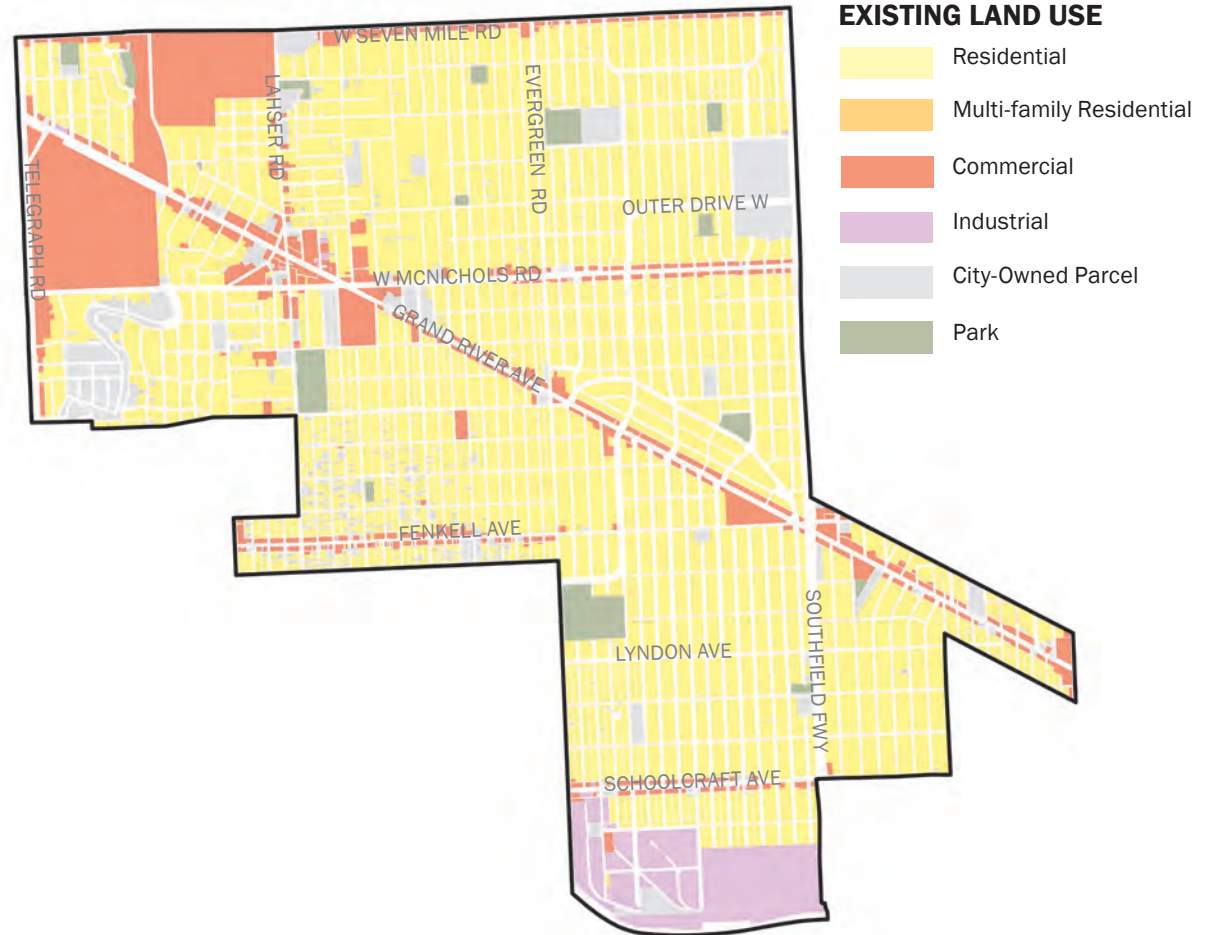 EXISTING LAND USE
Residential
Multi-family Residential
Commercial
Industrial
City-Owned Parcel
Park
W SEVEN MILE RD
LAHSER RD
EVERGREEN RD
TELEGRAPH RD
OUTER DRIVE W
W MCNICHOLS RD
GRAND RIVER AVE
FENKELL AVE
SOUTHFIELD FWY
LYNDON AVE
SCHOOLCRAFT AVE